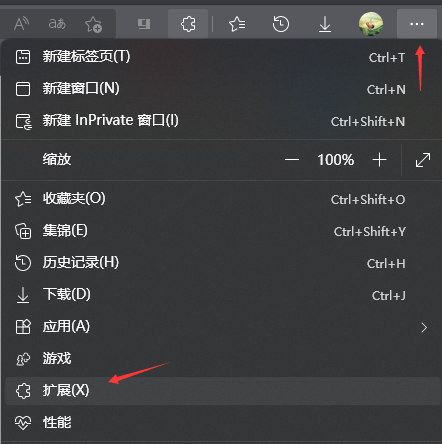 A aあ
新建标签页(T) Ctrl+T
新建窗口(N) Ctrl+N
新建 InPrivate 窗口(I) Ctrl+Shift+N
缩放 — 100% +
收藏夹(O) Ctrl+Shift+O
集锦(E) Ctrl+Shift+Y
历史记录(H) Ctrl+H
下载(D) Ctrl+J
应用(A)
游戏
扩展(X)
性能